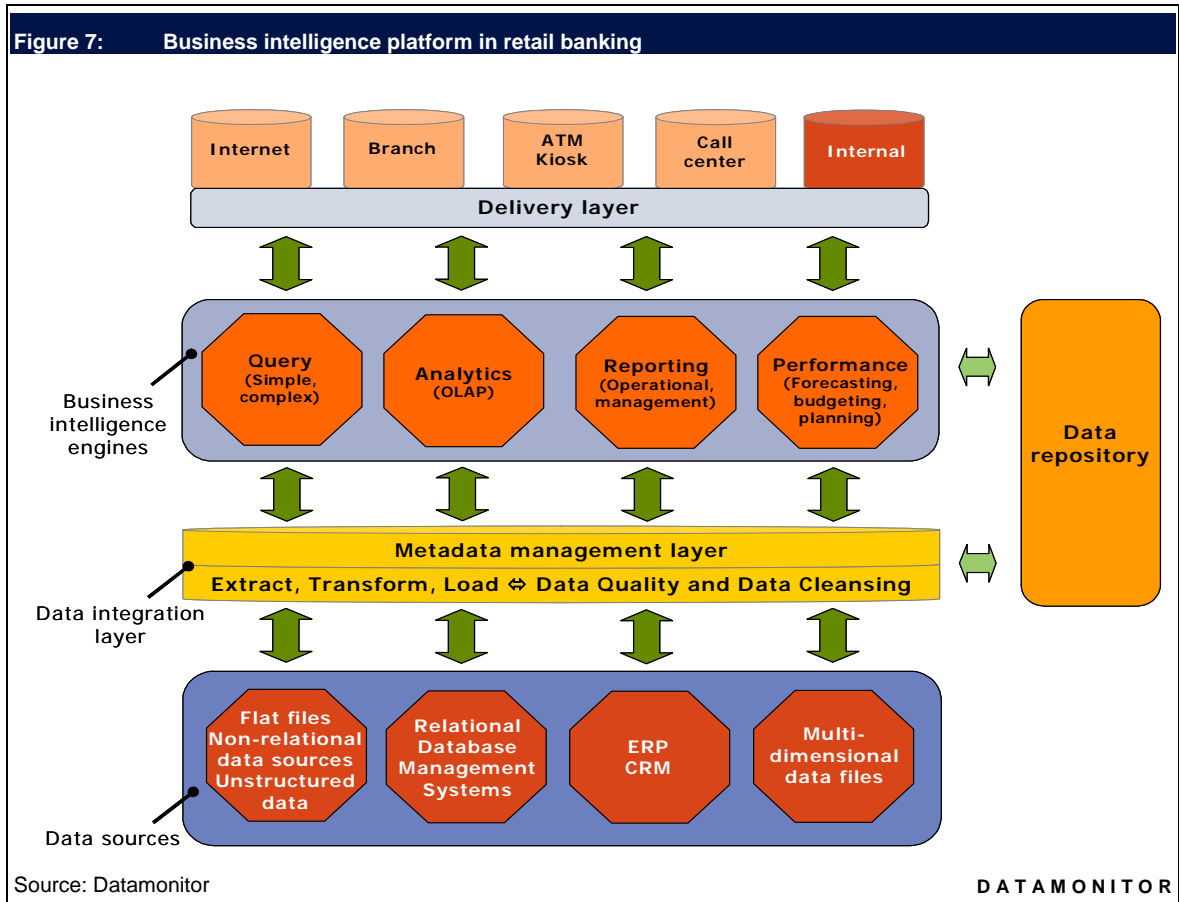 Figure 7: Business intelligence platform in retail banking
Internet
Branch
ATM
Kiosk
Call
center
Internal
Delivery layer
Query
(Simple,
complex)
Analytics
(OLAP)
Reporting
(Operational,
management)
Performance
(Forecasting,
budgeting,
planning)
Business
intelligence
engines
Data
repository
Metadata management layer
Extract, Transform, Load ⇔ Data Quality and Data Cleansing
Data integration
layer
Flat files
Non-relational
data sources
Unstructured
data
Relational
Database
Management
Systems
ERP
CRM
Multi-
dimensional
data files
Data sources
Source: Datamonitor
DATAMONITOR